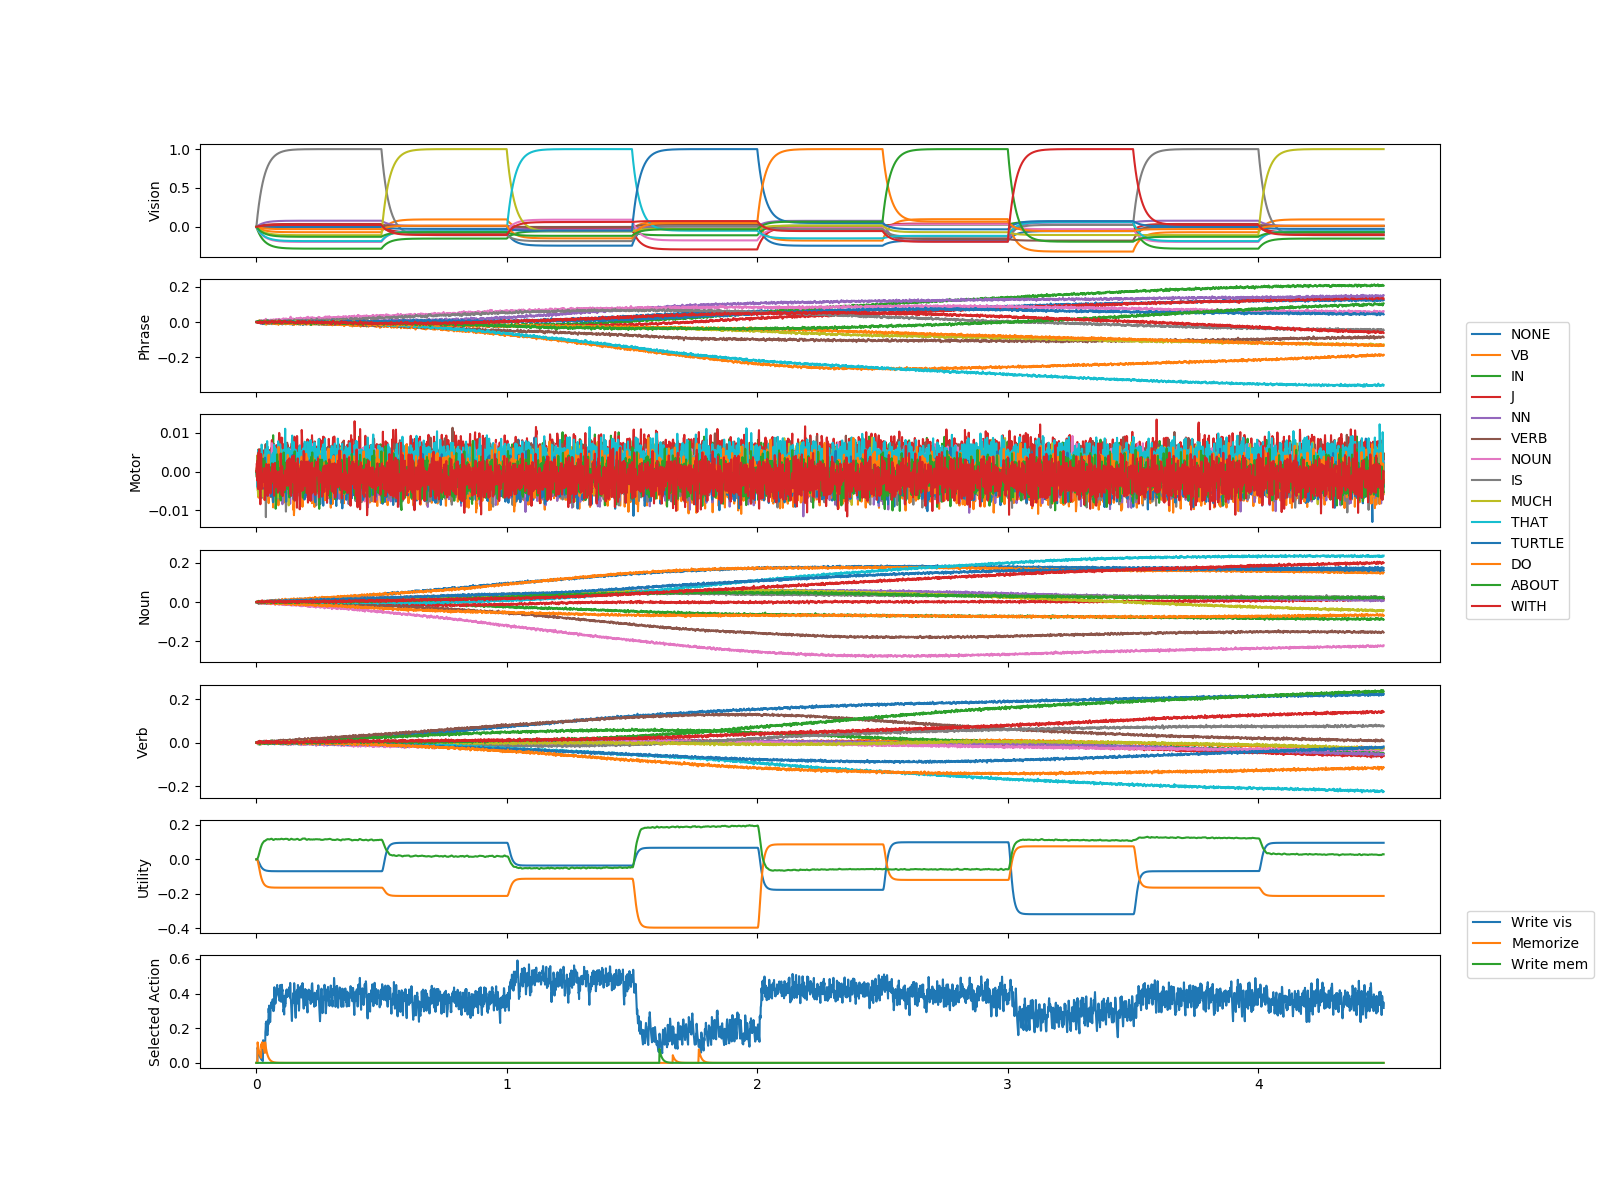 Vision
1.0
0.5
0.0
Phrase
0.2
0.0
−0.2
Motor
0.01
0.00
−0.01
Noun
0.2
0.0
−0.2
Verb
0.2
0.0
−0.2
Utility
0.2
0.0
−0.2
−0.4
Selected Action
0.6
0.4
0.2
0.0
0 1 2 3 4
NONE
VB
IN
J
NN
VERB
NOUN
IS
MUCH
THAT
TURTLE
DO
ABOUT
WITH
Write vis
Memorize
Write mem